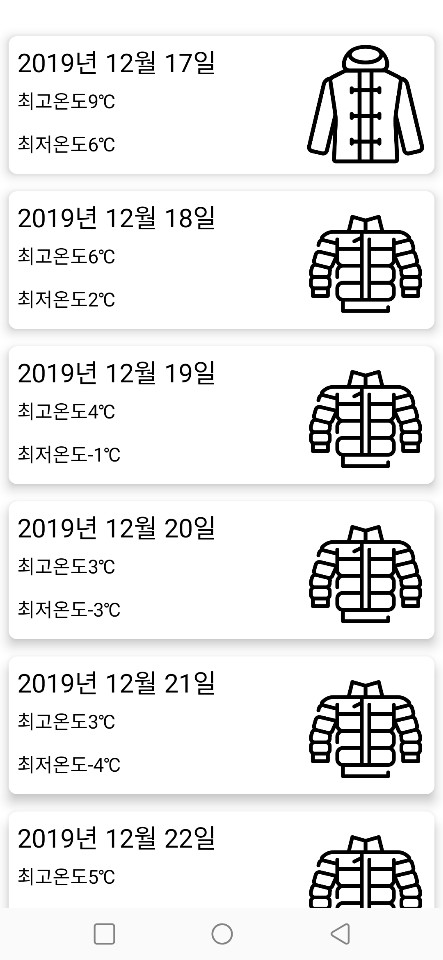 2019년 12월 17일
최고온도9℃
최저온도6℃
2019년 12월 18일
최고온도6℃
최저온도2℃
2019년 12월 19일
최고온도4℃
최저온도-1℃
2019년 12월 20일
최고온도3℃
최저온도-3℃
2019년 12월 21일
최고온도3℃
최저온도-4℃
2019년 12월 22일
최고온도5℃